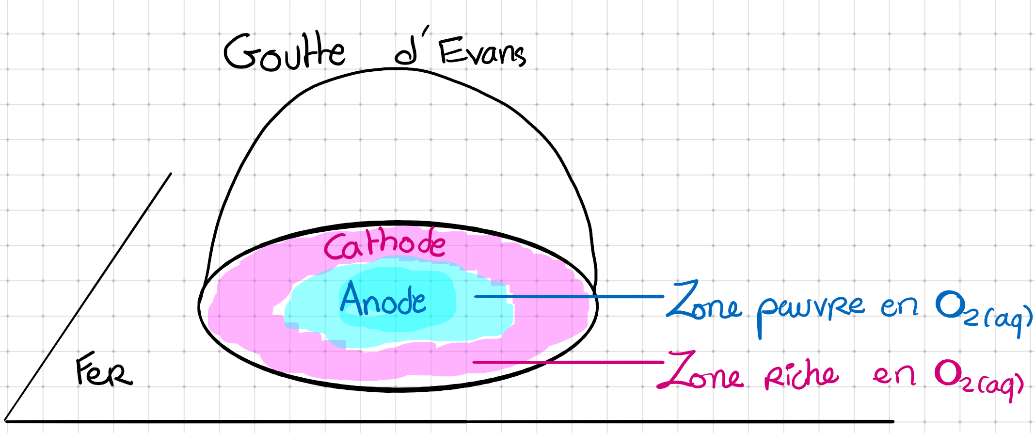 Goutte d'Evans
Cathode
Anode
Zone pauvre en O₂(aq)
Zone riche en O₂(aq)
Fer